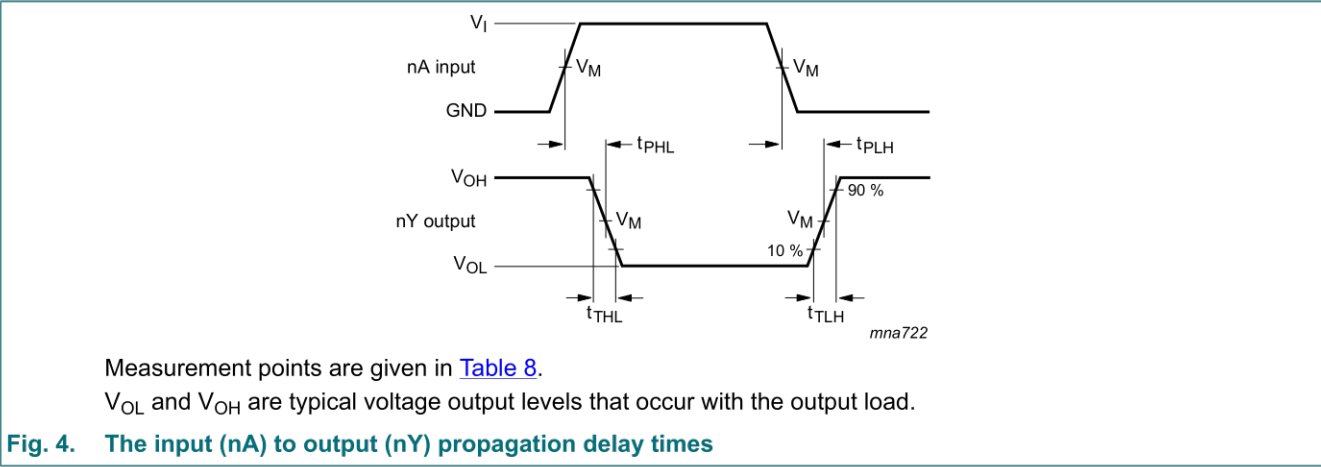 VI
nA input
VM
VM
GND
tPHL
tPLH
VOH
90 %
nY output
VM
VM
10 %
VOL
tTHL
tTLH
mna722
Measurement points are given in Table 8.
VOL and VOH are typical voltage output levels that occur with the output load.
Fig. 4. The input (nA) to output (nY) propagation delay times